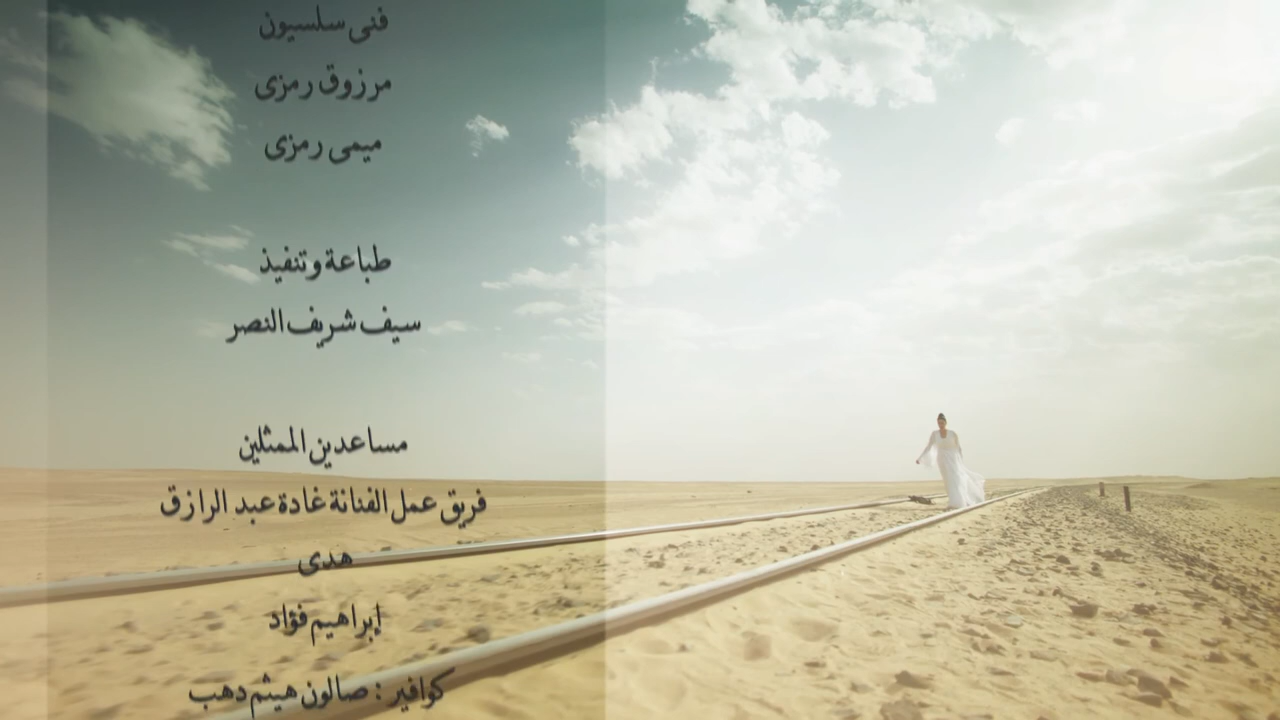 فنى سلسيون
مرزوق رمزى
ميمى رمزى
طباعة وتنفيذ
سيف شريف النصر
مساعدين الممثلين
فريق عمل الفنانة غادة عبد الرازق
هدى
إبراهيم فؤاد
كوافير : صالون هيثم دهب